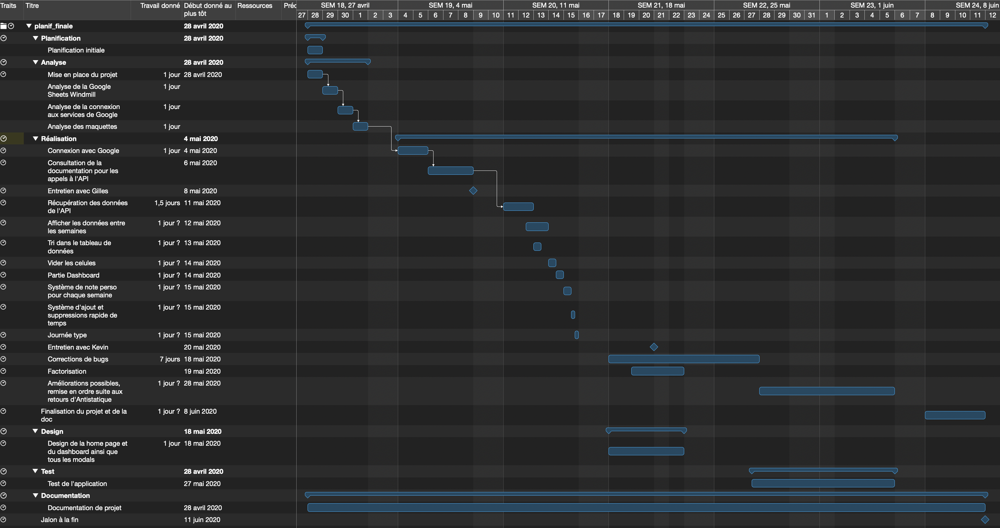 Traits Titre Travail donné Début donné au plus tôt Ressources Préc
SEM 18, 27 avril SEM 19, 4 mai SEM 20, 11 mai SEM 21, 18 mai SEM 22, 25 mai SEM 23, 1 juin SEM 24, 8 juin
27 28 29 30 1 2 3 4 5 6 7 8 9 10 11 12 13 14 15 16 17 18 19 20 21 22 23 24 25 26 27 28 29 30 31 1 2 3 4 5 6 7 8 9 10 11 12
planif_finale 28 avril 2020
Planification 28 avril 2020
Planification initiale
Analyse 28 avril 2020
Mise en place du projet 1 jour 28 avril 2020
Analyse de la Google 1 jour
Sheets Windmill
Analyse de la connexion 1 jour
aux services de Google
Analyse des maquettes 1 jour
Réalisation 4 mai 2020
Connexion avec Google 1 jour 4 mai 2020
Consultation de la 6 mai 2020
documentation pour les
appels à l'API
Entretien avec Gilles 8 mai 2020
Récupération des données 1,5 jours 11 mai 2020
de l'API
Afficher les données entre 1 jour ? 12 mai 2020
les semaines
Tri dans le tableau de 1 jour ? 13 mai 2020
données
Vider les celules 1 jour ? 14 mai 2020
Partie Dashboard 1 jour ? 14 mai 2020
Système de note perso 1 jour ? 15 mai 2020
pour chaque semaine
Système d'ajout et 1 jour ? 15 mai 2020
suppressions rapide de
temps
Journée type 1 jour ? 15 mai 2020
Entretien avec Kevin 20 mai 2020
Corrections de bugs 7 jours 18 mai 2020
Factorisation 19 mai 2020
Améliorations possibles, 1 jour ? 28 mai 2020
remise en ordre suite aux
retours d'Antistatique
Finalisation du projet et de la 1 jour ? 8 juin 2020
doc
Design 18 mai 2020
Design de la home page et 1 jour 18 mai 2020
du dashboard ainsi que
tous les modals
Test 28 avril 2020
Test de l'application 27 mai 2020
Documentation
Documentation de projet 28 avril 2020
Jalon à la fin 11 juin 2020